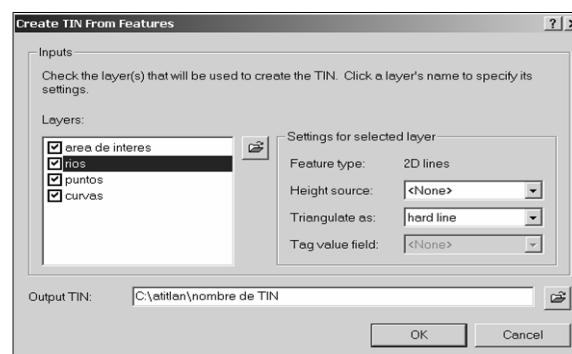 Create TIN From Features
Inputs
Check the layer(s) that will be used to create the TIN. Click a layer's name to specify its
settings.
Layers:
area de interes
rios
puntos
curvas
Settings for selected layer
Feature type: 2D lines
Height source: <None>
Triangulate as: hard line
Tag value field: <None>
Output TIN: C:\atitlan\nombre de TIN
OK Cancel